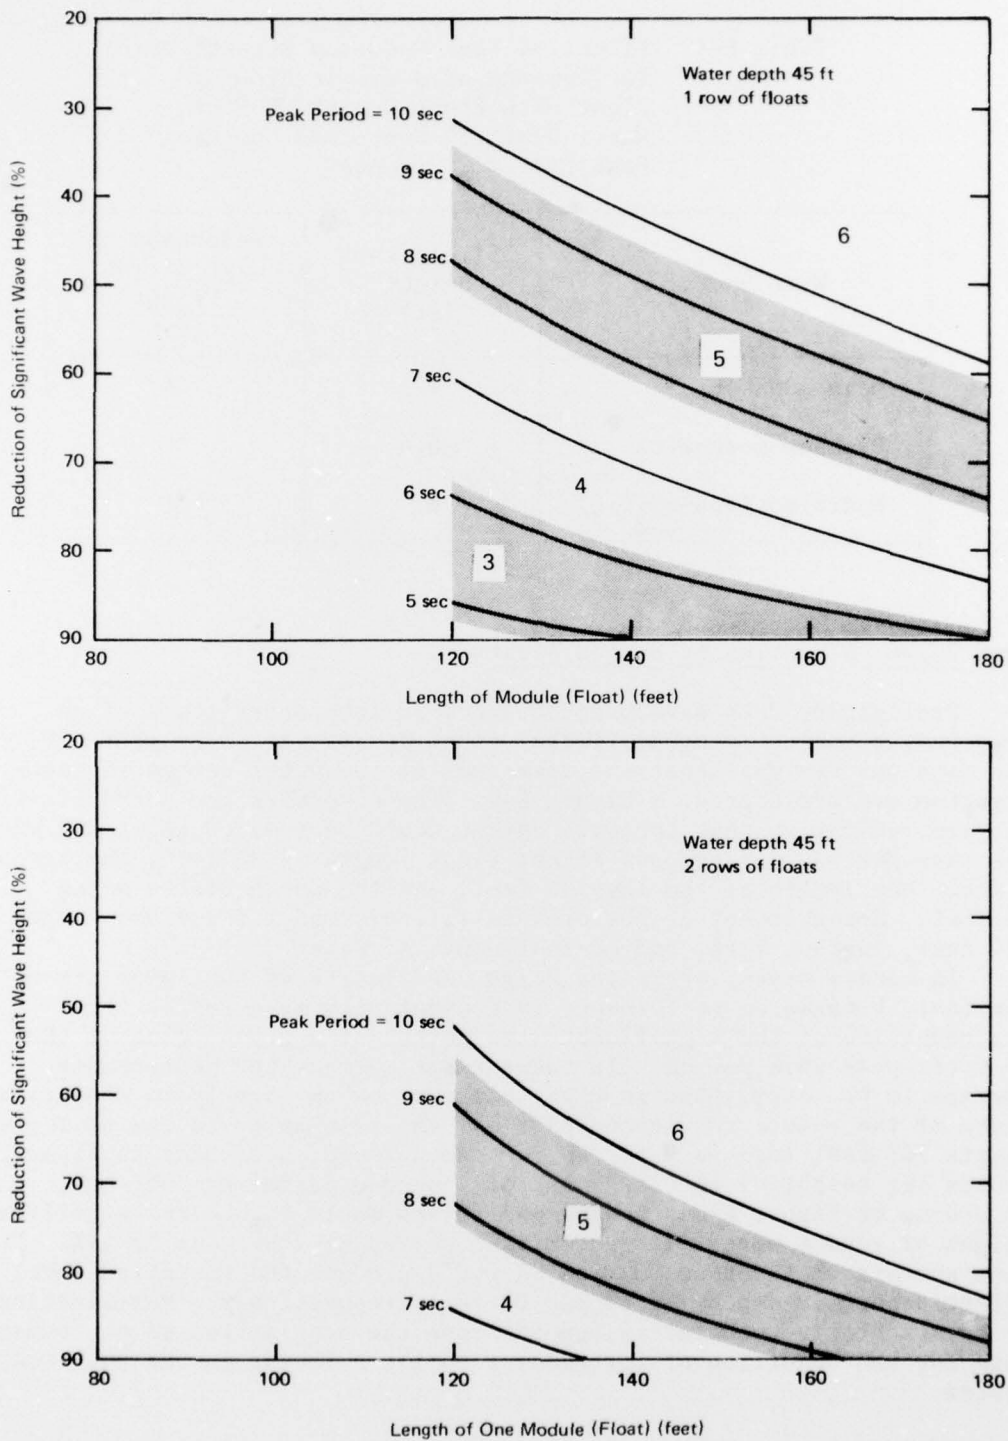 20
30
40
50
60
70
80
90
Reduction of Significant Wave Height (%)
Water depth 45 ft
1 row of floats
Peak Period = 10 sec
9 sec
8 sec
7 sec
6 sec
5 sec
6
5
4
3
80
100
120
140
160
180
Length of Module (Float) (feet)
20
30
40
50
60
70
80
90
Reduction of Significant Wave Height (%)
Water depth 45 ft
2 rows of floats
Peak Period = 10 sec
9 sec
8 sec
7 sec
6
5
4
80
100
120
140
160
180
Length of One Module (Float) (feet)